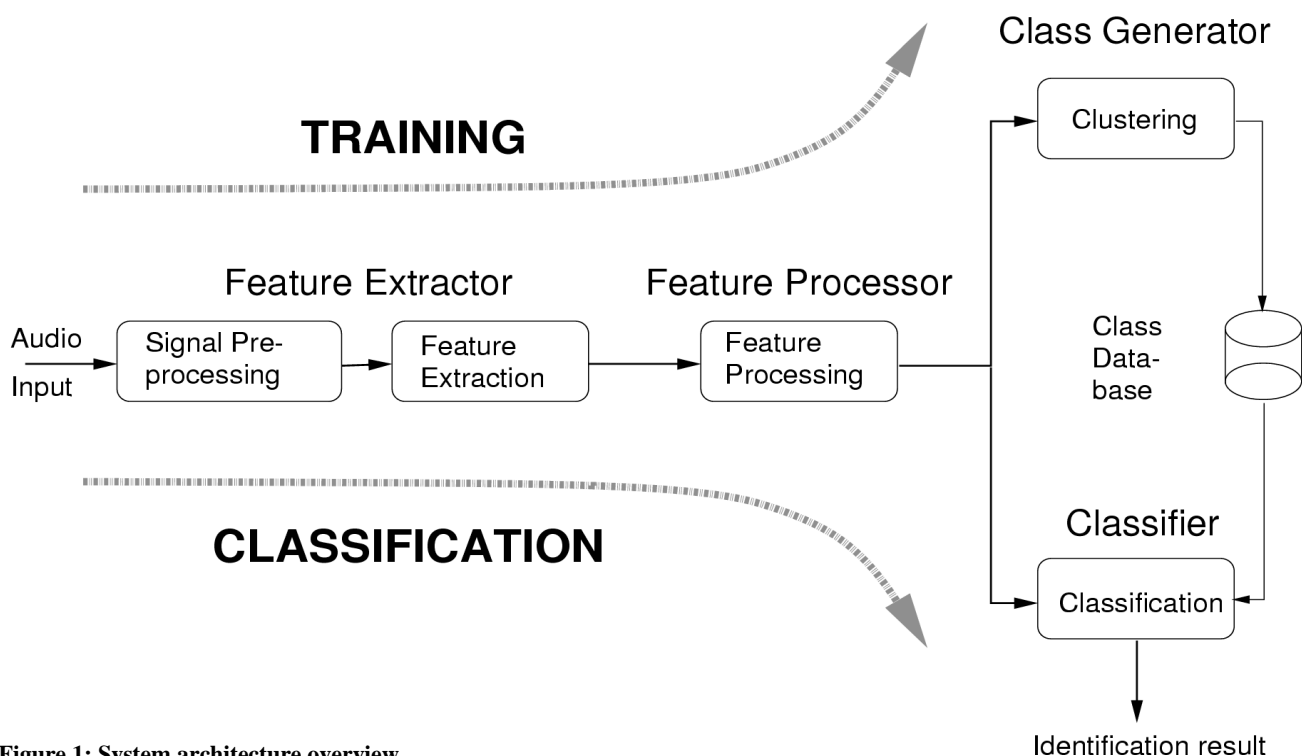 Class Generator
Clustering
TRAINING
Feature Extractor
Feature Processor
Audio
Input
Signal Pre-
processing
Feature
Extraction
Feature
Processing
Class
Data-
base
CLASSIFICATION
Classifier
Classification
Identification result
Figure 1: System architecture overview